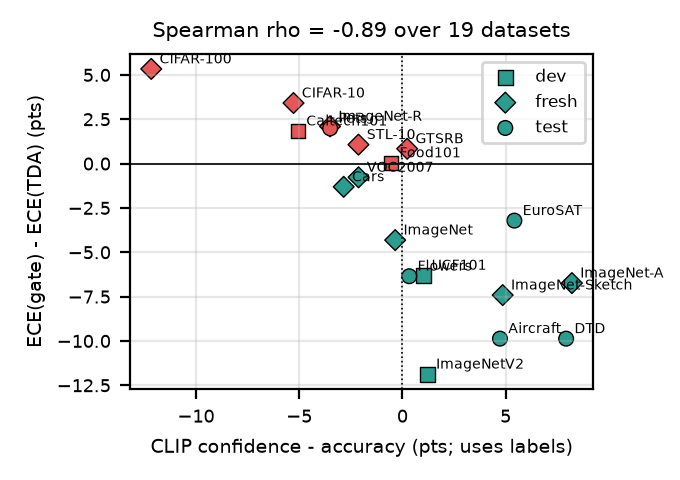 Spearman rho = -0.89 over 19 datasets
CIFAR-100
CIFAR-10
ImageNet-R
Caltech101
STL-10
GTSRB
Food101
VOC2007
Cars
EuroSAT
ImageNet
UCF101
ImageNet-A
ImageNet-Sketch
Aircraft
DTD
ImageNetV2
dev
fresh
test
5.0
2.5
0.0
−2.5
−5.0
−7.5
−10.0
−12.5
−10
−5
0
5
ECE(gate) - ECE(TDA) (pts)
CLIP confidence - accuracy (pts; uses labels)